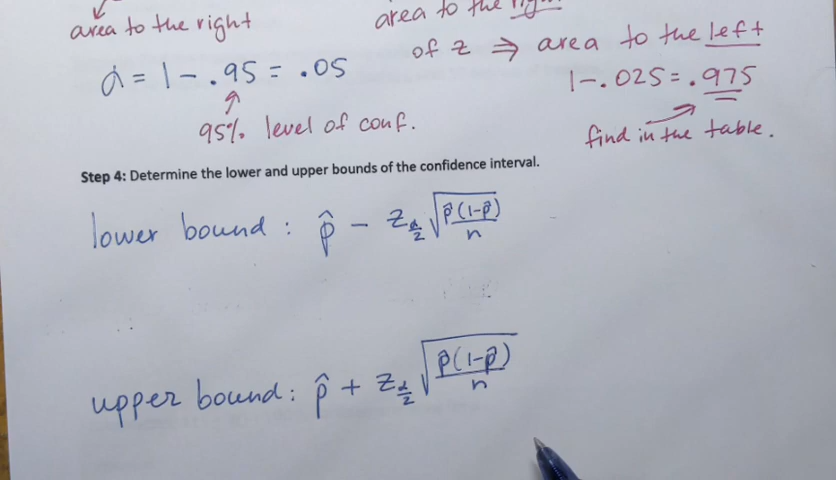 area to the right
area to the right
of z ⇒ area to the left
α = 1 - .95 = .05
1 - .025 = .975
95% level of conf.
find in the table.
Step 4: Determine the lower and upper bounds of the confidence interval.
lower bound : p̂ - z_(α/2) √(p̂(1-p̂)/n)
upper bound : p̂ + z_(α/2) √(p̂(1-p̂)/n)